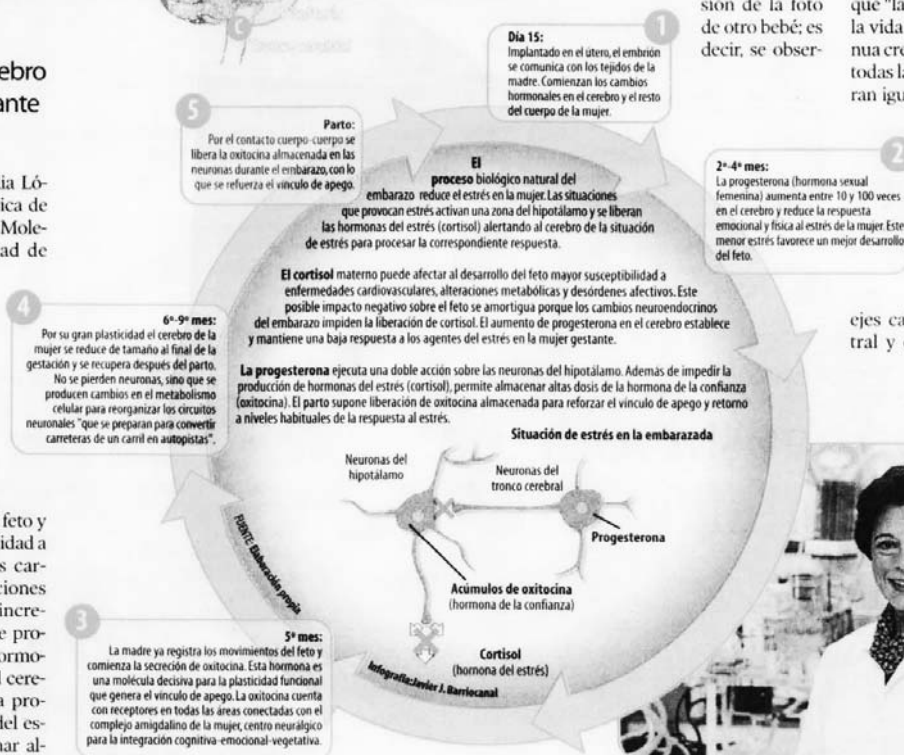 C
sión de la foto
de otro bebé; es
decir, se obser-
que "la
la vida
nua cre
todas la
ran igu
ebro
ante
ia Ló-
ica de
Mole-
ad de
1
Día 15:
Implantado en el útero, el embrión
se comunica con los tejidos de la
madre. Comienzan los cambios
hormonales en el cerebro y el resto
del cuerpo de la mujer.
2
2º-4º mes:
La progesterona (hormona sexual
femenina) aumenta entre 10 y 100 veces
en el cerebro y reduce la respuesta
emocional y física al estrés de la mujer. Este
menor estrés favorece un mejor desarrollo
del feto.
ejes ca
tral y
5
Parto:
Por el contacto cuerpo-cuerpo se
libera la oxitocina almacenada en las
neuronas durante el embarazo, con lo
que se refuerza el vínculo de apego.
El
proceso biológico natural del
embarazo reduce el estrés en la mujer. Las situaciones
que provocan estrés activan una zona del hipotálamo y se liberan
las hormonas del estrés (cortisol) alertando al cerebro de la situación
de estrés para procesar la correspondiente respuesta.
El cortisol materno puede afectar al desarrollo del feto mayor susceptibilidad a
enfermedades cardiovasculares, alteraciones metabólicas y desórdenes afectivos. Este
posible impacto negativo sobre el feto se amortigua porque los cambios neuroendocrinos
del embarazo impiden la liberación de cortisol. El aumento de progesterona en el cerebro establece
y mantiene una baja respuesta a los agentes del estrés en la mujer gestante.
La progesterona ejecuta una doble acción sobre las neuronas del hipotálamo. Además de impedir la
producción de hormonas del estrés (cortisol), permite almacenar altas dosis de la hormona de la confianza
(oxitocina). El parto supone liberación de oxitocina almacenada para reforzar el vínculo de apego y retorno
a niveles habituales de la respuesta al estrés.
Situación de estrés en la embarazada
Neuronas del
hipotálamo
Neuronas del
tronco cerebral
Progesterona
Acúmulos de oxitocina
(hormona de la confianza)
Cortisol
(hornona del estrés)
FUENTE: Elaboración propia
Infografía: Javier J. Barriocanal
4
6º-9º mes:
Por su gran plasticidad el cerebro de la
mujer se reduce de tamaño al final de la
gestación y se recupera después del parto.
No se pierden neuronas, sino que se
producen cambios en el metabolismo
celular para reorganizar los circuitos
neuronales "que se preparan para convertir
carreteras de un carril en autopistas".
feto y
idad a
s car-
ciones
incre-
e pro-
ormo-
l cere-
a pro-
del es-
nar al-
3
5º mes:
La madre ya registra los movimientos del feto y
comienza la secreción de oxitocina. Esta hormona es
una molécula decisiva para la plasticidad funcional
que genera el vínculo de apego. La oxitocina cuenta
con receptores en todas las áreas conectadas con el
complejo amigdalino de la mujer, centro neurálgico
para la integración cognitiva-emocional-vegetativa.